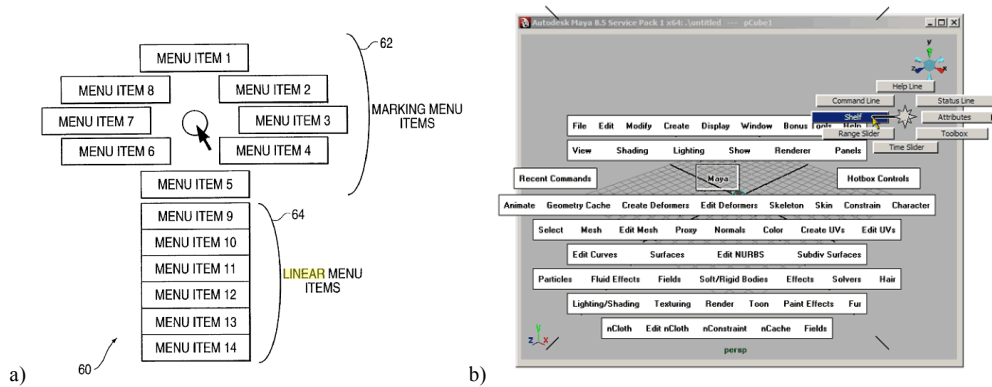 MENU ITEM 1
MENU ITEM 8 MENU ITEM 2
MENU ITEM 7 MENU ITEM 3
MENU ITEM 6 MENU ITEM 4
MENU ITEM 5
62
MARKING MENU
ITEMS
MENU ITEM 9
MENU ITEM 10
MENU ITEM 11
MENU ITEM 12
MENU ITEM 13
MENU ITEM 14
64
LINEAR MENU
ITEMS
60
a)
Autodesk Maya 8.5 Service Pack 1 x64: .\untitled --- pCube1
y
z x
Help Line
Command Line Status Line
Shelf Attributes
Range Slider Toolbox
Time Slider
File Edit Modify Create Display Window Bonus Tools Help
View Shading Lighting Show Renderer Panels
Recent Commands Maya Hotbox Controls
Animate Geometry Cache Create Deformers Edit Deformers Skeleton Skin Constrain Character
Select Mesh Edit Mesh Proxy Normals Color Create UVs Edit UVs
Edit Curves Surfaces Edit NURBS Subdiv Surfaces
Particles Fluid Effects Fields Soft/Rigid Bodies Effects Solvers Hair
Lighting/Shading Texturing Render Toon Paint Effects Fur
nCloth Edit nCloth nConstraint nCache Fields
y
z x
persp
b)